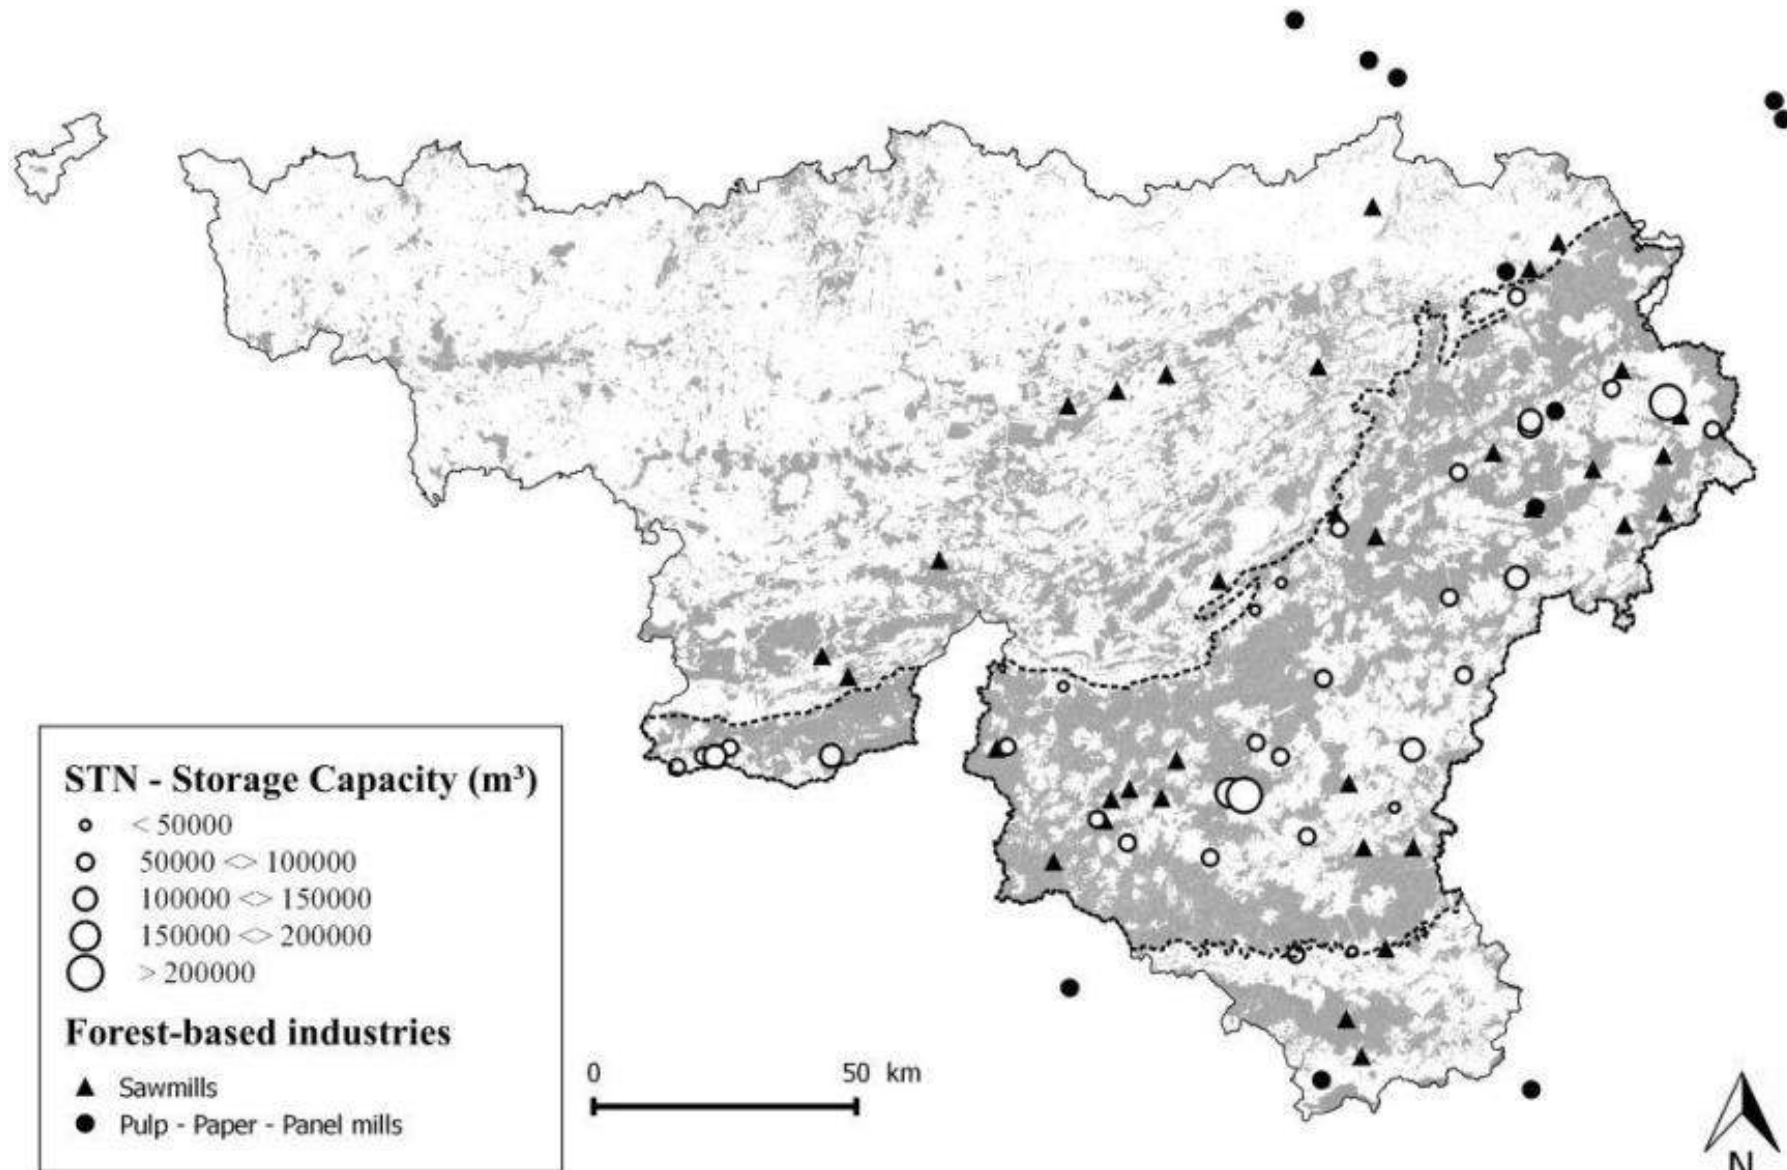 STN - Storage Capacity (m³)
< 50000
50000 <> 100000
100000 <> 150000
150000 <> 200000
> 200000
Forest-based industries
Sawmills
Pulp - Paper - Panel mills
0 50 km
N